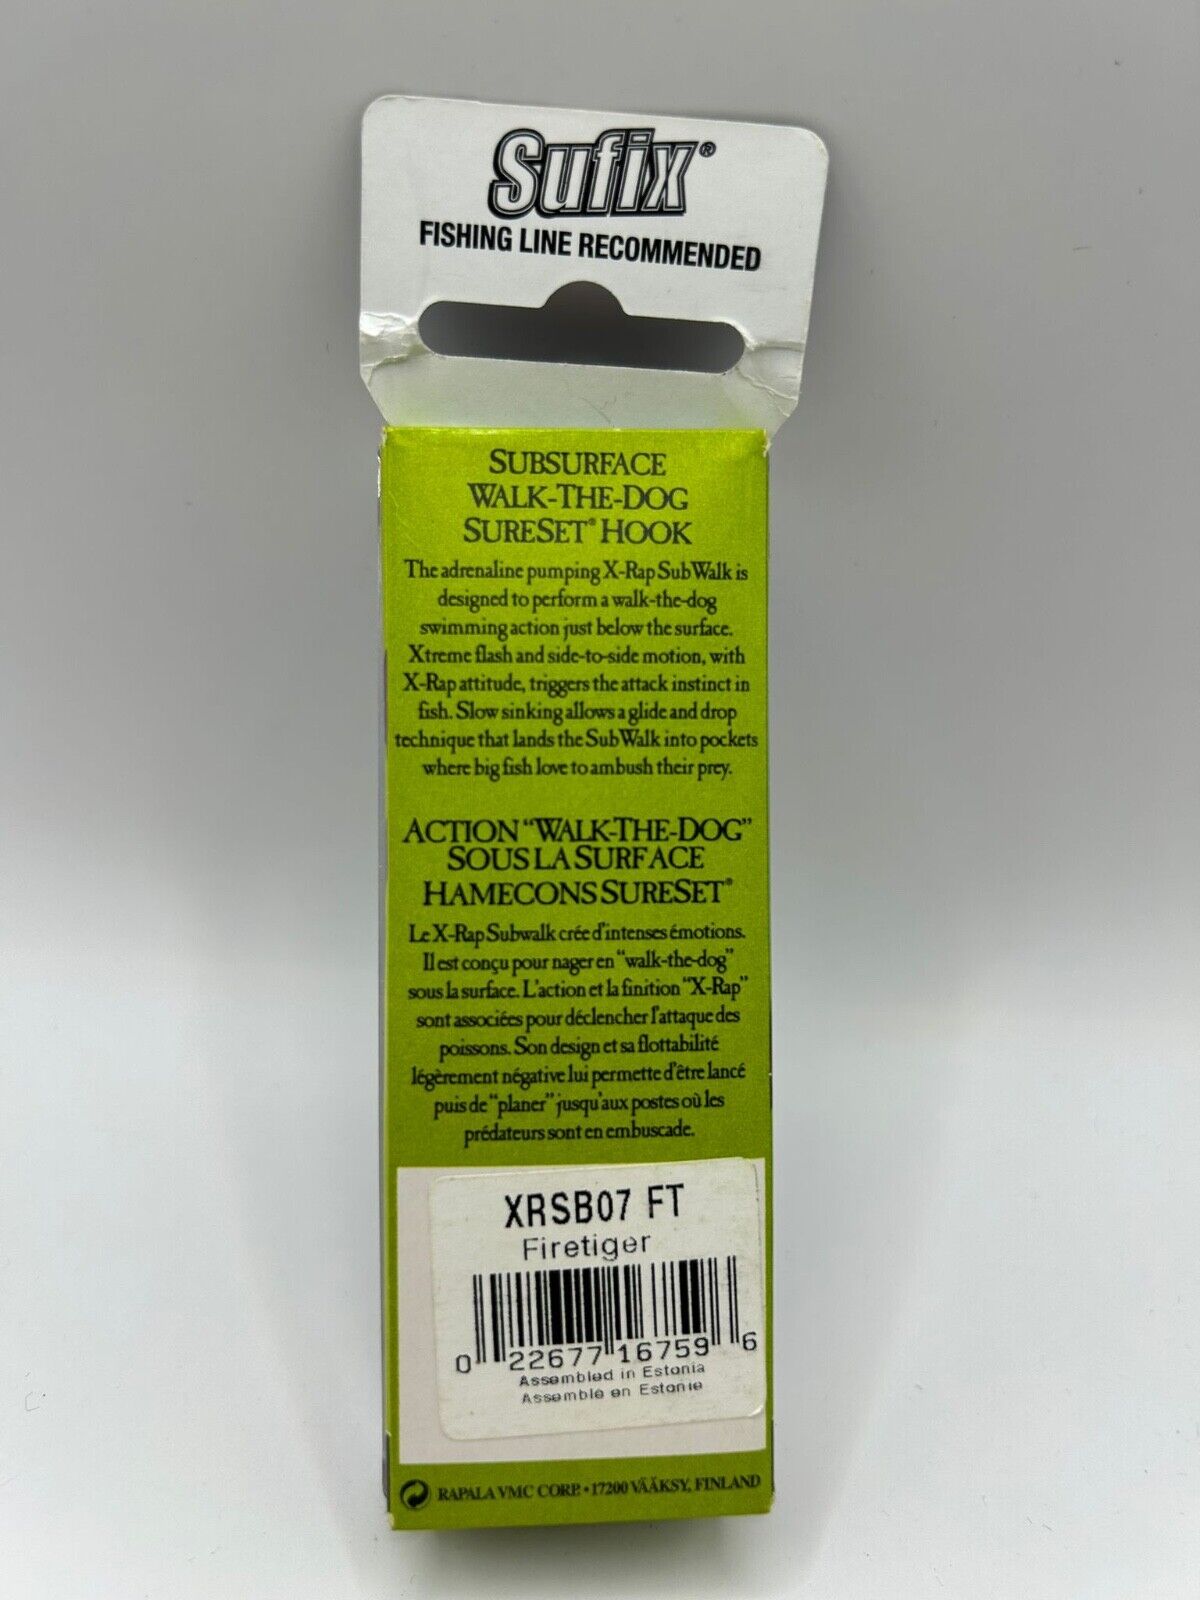 Sufix®
FISHING LINE RECOMMENDED
SUBSURFACE
WALK-THE-DOG
SURESET® HOOK
The adrenaline pumping X-Rap SubWalk is
designed to perform a walk-the-dog
swimming action just below the surface.
Xtreme flash and side-to-side motion, with
X-Rap attitude, triggers the attack instinct in
fish. Slow sinking allows a glide and drop
technique that lands the SubWalk into pockets
where big fish love to ambush their prey.
ACTION "WALK-THE-DOG"
SOUS LA SURFACE
HAMECONS SURESET®
Le X-Rap Subwalk crée d'intenses émotions.
Il est conçu pour nager en "walk-the-dog"
sous la surface. L'action et la finition "X-Rap"
sont associées pour déclencher l'attaque des
poissons. Son design et sa flottabilité
légèrement négative lui permette d'être lancé
puis de "planer" jusqu'aux postes où les
prédateurs sont en embuscade.
XRSB07 FT
Firetiger
0 22677 16759 6
Assembled in Estonia
Assemblé en Estonie
RAPALA VMC CORP. • 17200 VÄÄKSY, FINLAND